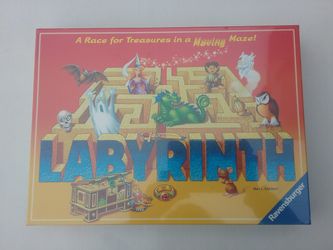 A Race for Treasures in a Moving Maze!
LABYRINTH
Ravensburger